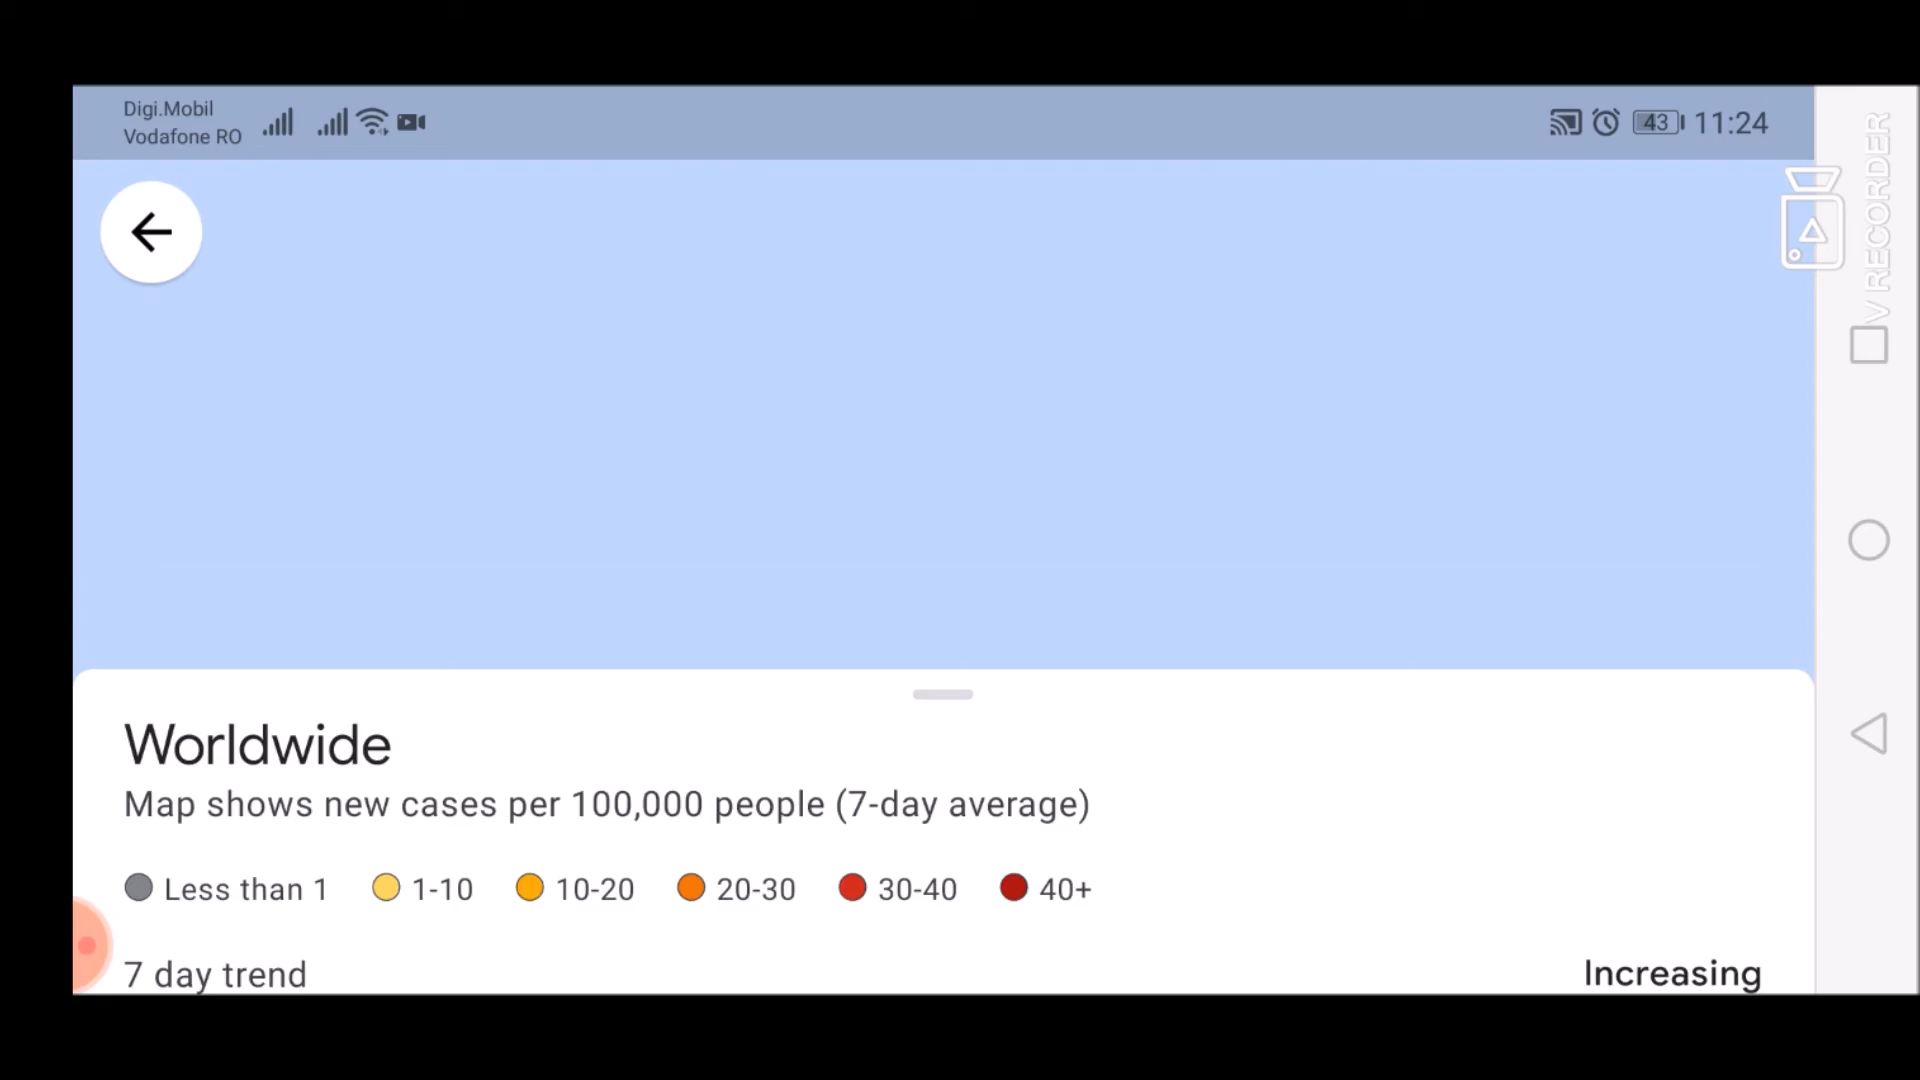 Digi.Mobil
Vodafone RO
43 11:24
V RECORDER
Worldwide
Map shows new cases per 100,000 people (7-day average)
Less than 1 1-10 10-20 20-30 30-40 40+
7 day trend Increasing